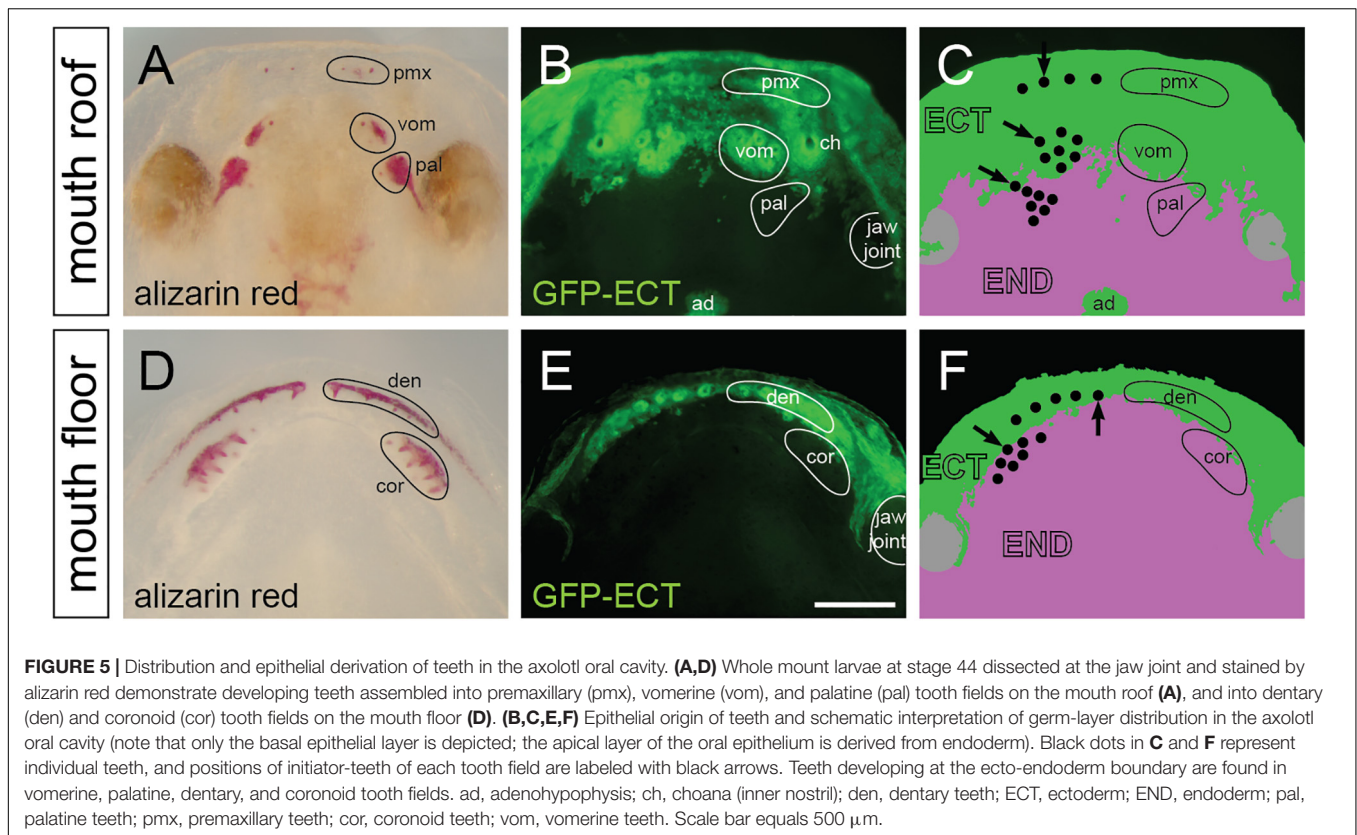 mouth roof
A
pmx
vom
pal
alizarin red
B
pmx
vom
ch
pal
jaw
joint
ad
GFP-ECT
C
pmx
ECT
vom
pal
END
ad
mouth floor
D
den
cor
alizarin red
E
den
cor
jaw
joint
GFP-ECT
F
den
ECT
cor
END
FIGURE 5 | Distribution and epithelial derivation of teeth in the axolotl oral cavity. (A,D) Whole mount larvae at stage 44 dissected at the jaw joint and stained by
alizarin red demonstrate developing teeth assembled into premaxillary (pmx), vomerine (vom), and palatine (pal) tooth fields on the mouth roof (A), and into dentary
(den) and coronoid (cor) tooth fields on the mouth floor (D). (B,C,E,F) Epithelial origin of teeth and schematic interpretation of germ-layer distribution in the axolotl
oral cavity (note that only the basal epithelial layer is depicted; the apical layer of the oral epithelium is derived from endoderm). Black dots in C and F represent
individual teeth, and positions of initiator-teeth of each tooth field are labeled with black arrows. Teeth developing at the ecto-endoderm boundary are found in
vomerine, palatine, dentary, and coronoid tooth fields. ad, adenohypophysis; ch, choana (inner nostril); den, dentary teeth; ECT, ectoderm; END, endoderm; pal,
palatine teeth; pmx, premaxillary teeth; cor, coronoid teeth; vom, vomerine teeth. Scale bar equals 500 μm.